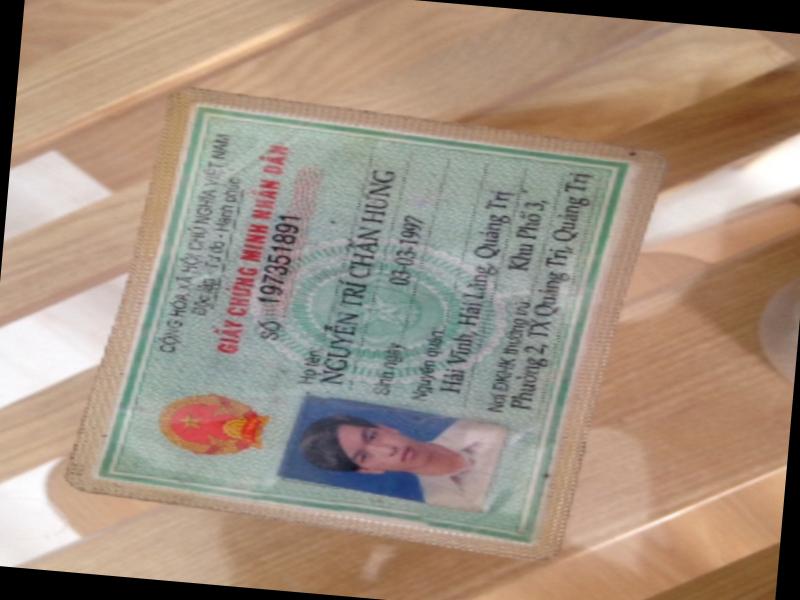 CỘNG HÒA XÃ HỘI CHỦ NGHĨA VIỆT NAM
Độc lập - Tự do - Hạnh phúc
GIẤY CHỨNG MINH NHÂN DÂN
SỐ 197351891
Họ tên
NGUYỄN TRÍ CHẤN HƯNG
Sinh ngày 03-03-1997
Nguyên quán:
Hải Vĩnh, Hải Lăng, Quảng Trị
Nơi ĐKHK thường trú: Khu Phố 3,
Phường 2, TX Quảng Trị, Quảng Trị